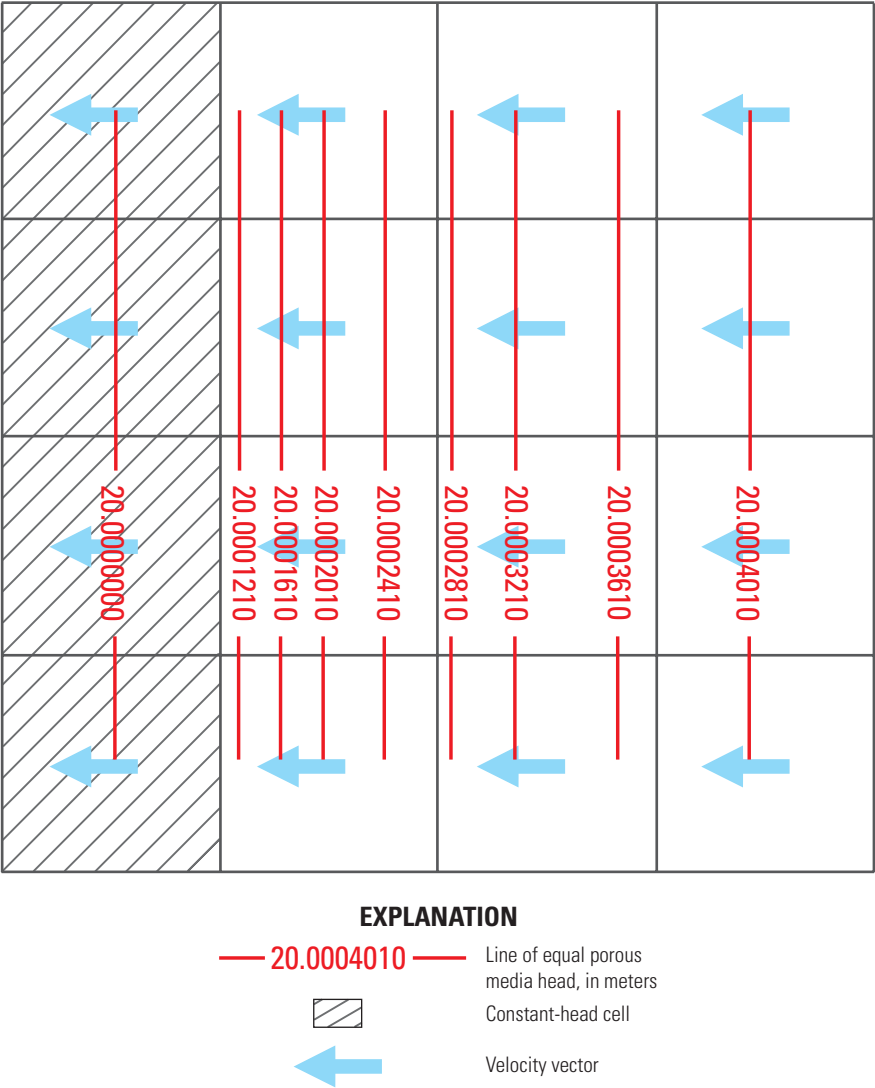 20.0000000
20.0001210
20.0001610
20.0002010
20.0002410
20.0002810
20.0003210
20.0003610
20.0004010
EXPLANATION
20.0004010 Line of equal porous
media head, in meters
Constant-head cell
Velocity vector